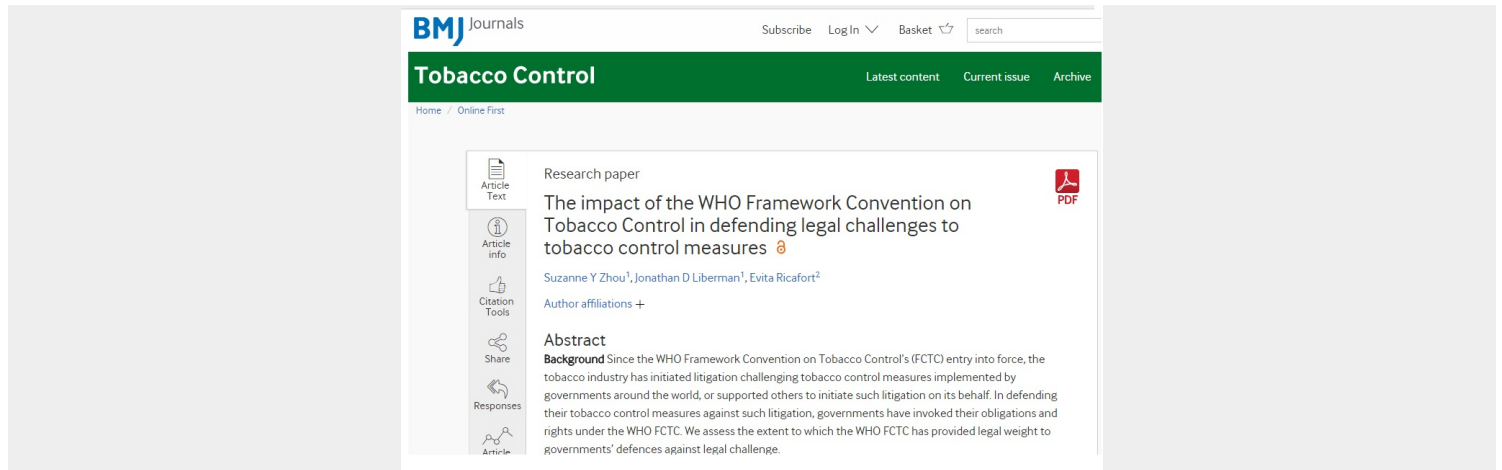 BMJ Journals
Subscribe Log In Basket search
Tobacco Control
Latest content Current issue Archive
Home / Online First
Article
Text
Article
info
Citation
Tools
Share
Responses
Article
Research paper
PDF
The impact of the WHO Framework Convention on
Tobacco Control in defending legal challenges to
tobacco control measures
Suzanne Y Zhou1, Jonathan D Liberman1, Evita Ricafort2
Author affiliations +
Abstract
Background Since the WHO Framework Convention on Tobacco Control's (FCTC) entry into force, the
tobacco industry has initiated litigation challenging tobacco control measures implemented by
governments around the world, or supported others to initiate such litigation on its behalf. In defending
their tobacco control measures against such litigation, governments have invoked their obligations and
rights under the WHO FCTC. We assess the extent to which the WHO FCTC has provided legal weight to
governments' defences against legal challenge.